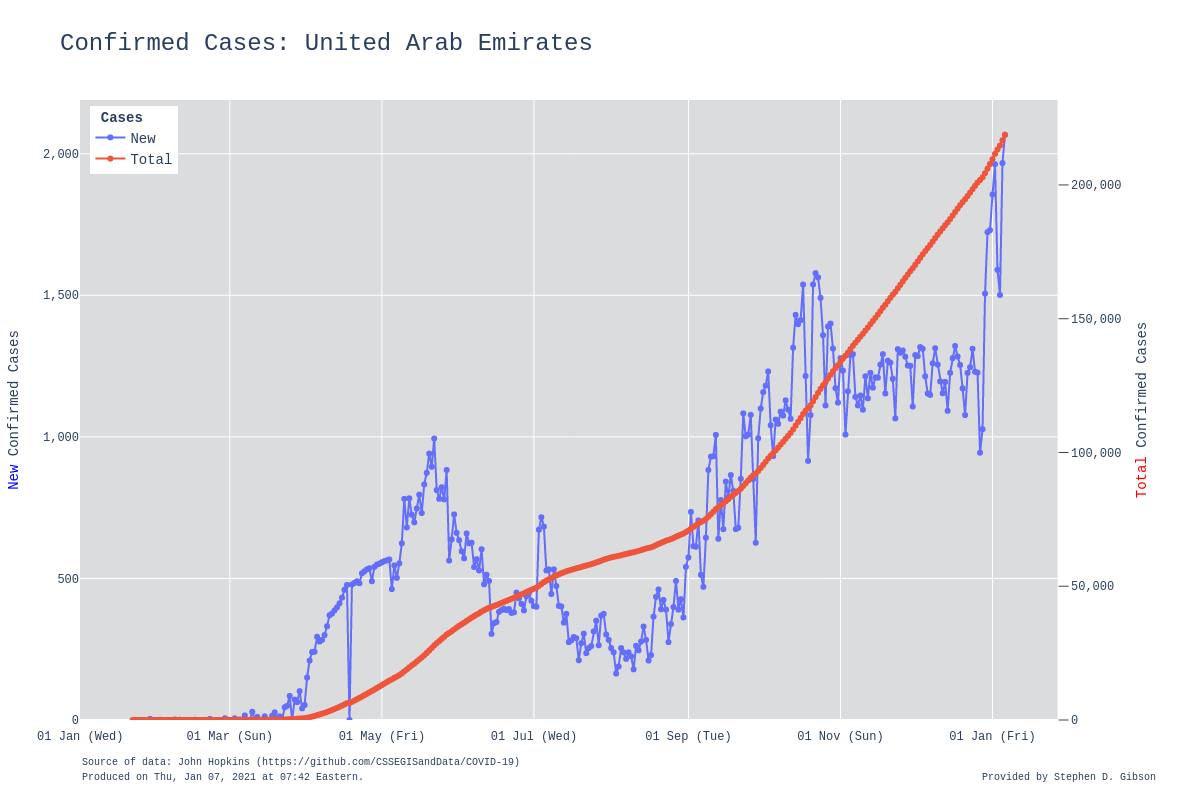 Confirmed Cases: United Arab Emirates
Cases
New
Total
2,000
1,500
1,000
500
0
200,000
150,000
100,000
50,000
0
New Confirmed Cases
Total Confirmed Cases
01 Jan (Wed)
01 Mar (Sun)
01 May (Fri)
01 Jul (Wed)
01 Sep (Tue)
01 Nov (Sun)
01 Jan (Fri)
Source of data: John Hopkins (https://github.com/CSSEGISandData/COVID-19)
Produced on Thu, Jan 07, 2021 at 07:42 Eastern.
Provided by Stephen D. Gibson